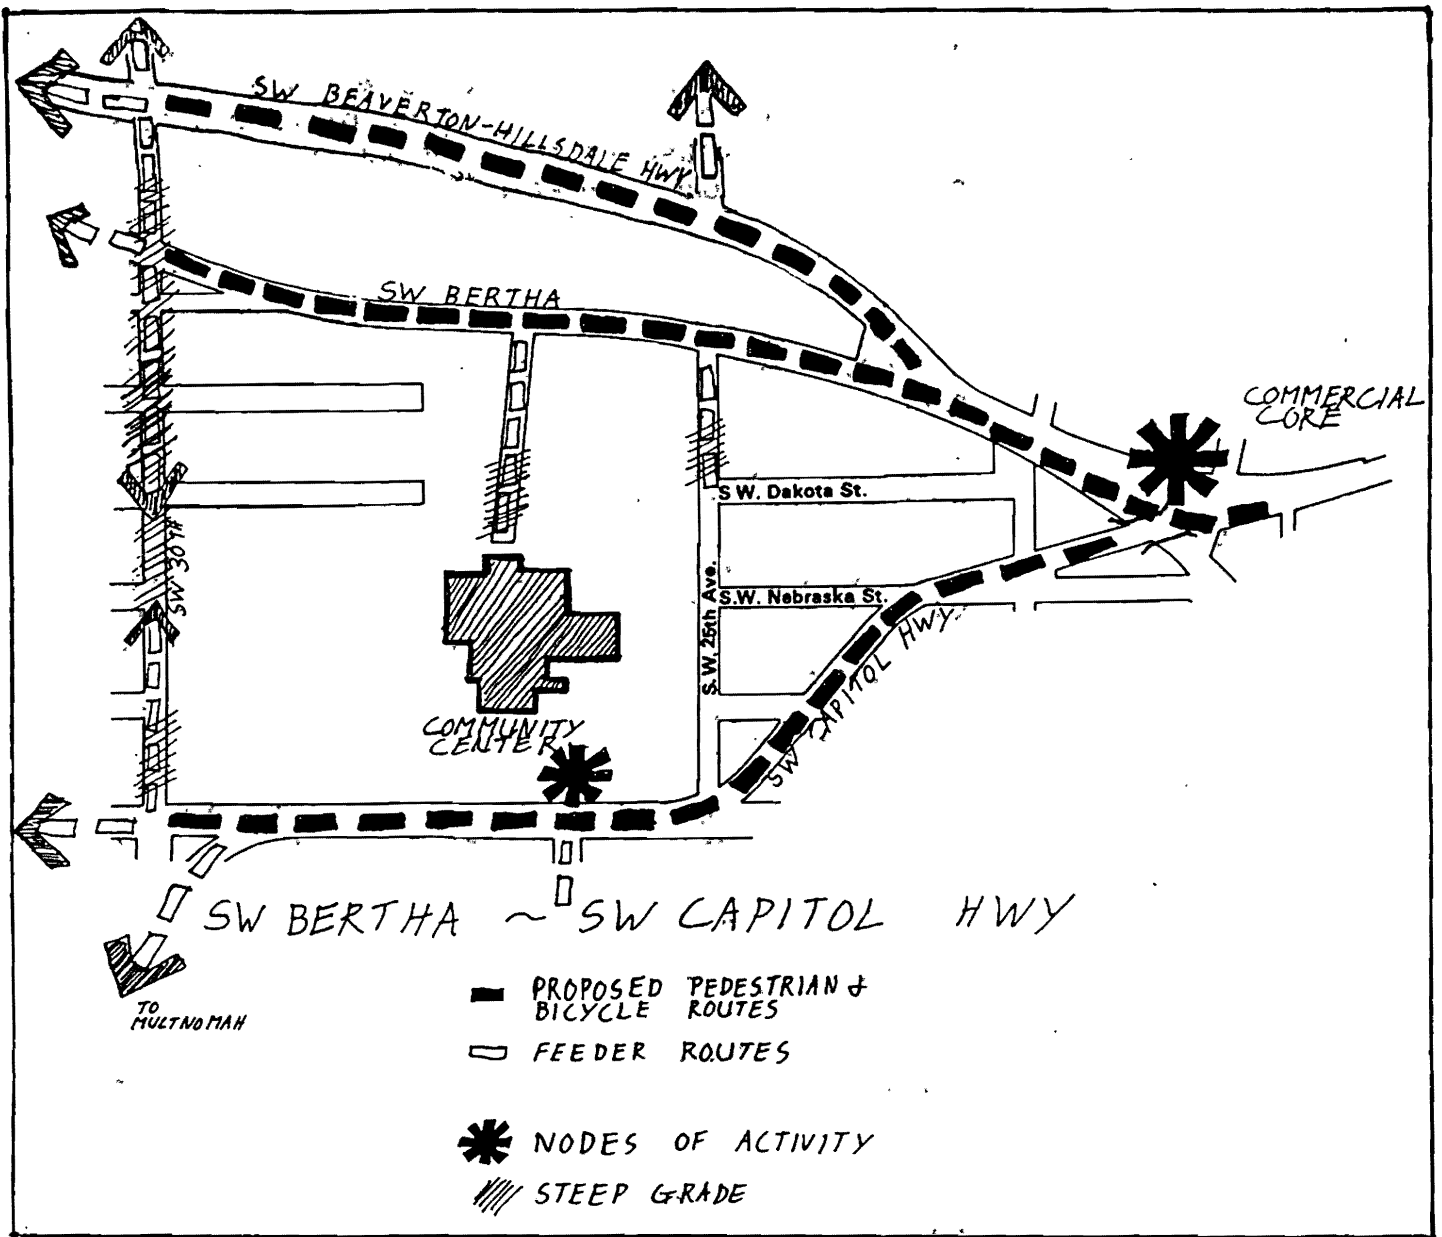 SW BEAVERTON-HILLSDALE HWY
SW BERTHA
COMMERCIAL
CORE
S W. Dakota St.
SW 30TH
S.W. 25th Ave.
S.W. Nebraska St.
SW CAPITOL HWY
COMMUNITY
CENTER
SW BERTHA ~ SW CAPITOL HWY
TO
MULTNOMAH
PROPOSED PEDESTRIAN &
BICYCLE ROUTES
FEEDER ROUTES
NODES OF ACTIVITY
STEEP GRADE